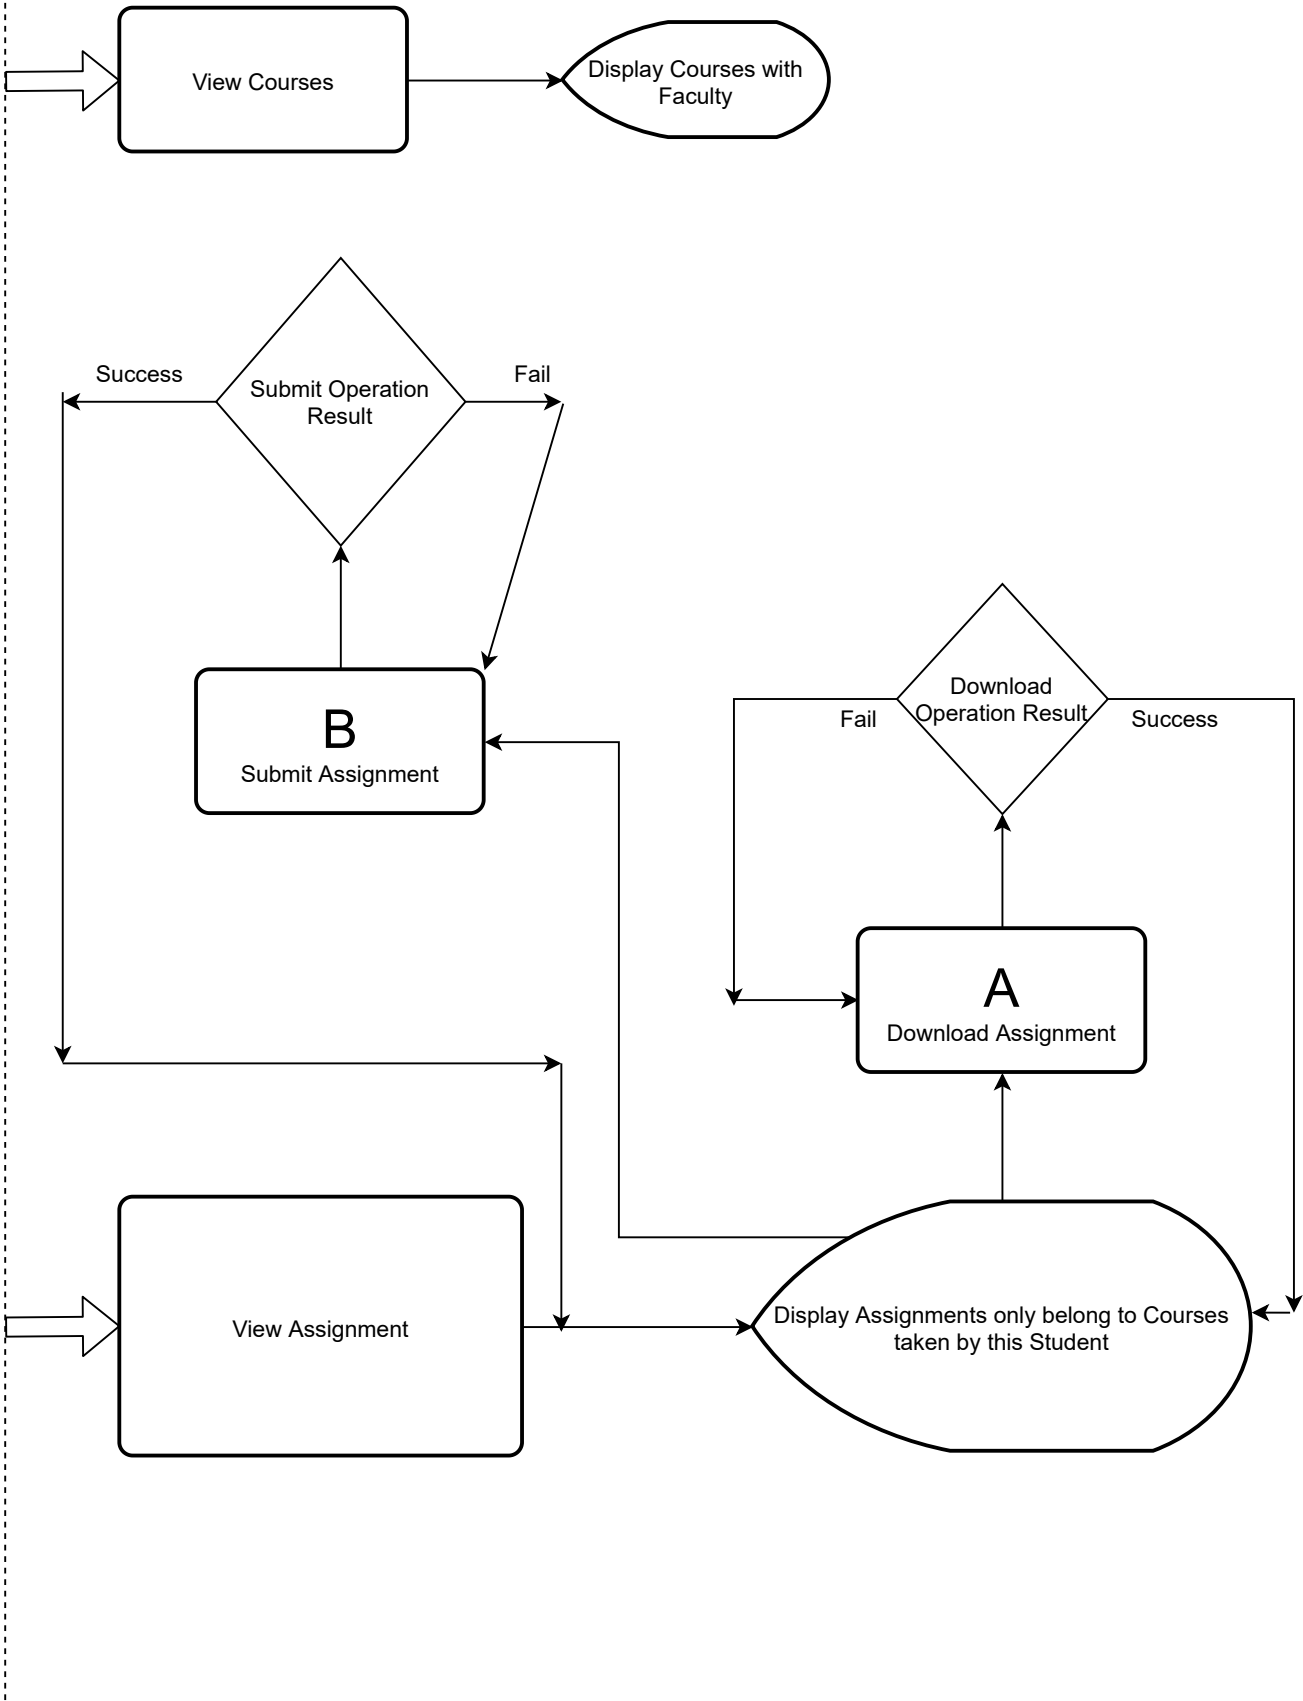 View Courses
Display Courses with
Faculty
Success
Fail
Submit Operation
Result
Download
Operation Result
Fail
Success
B
Submit Assignment
A
Download Assignment
View Assignment
Display Assignments only belong to Courses
taken by this Student